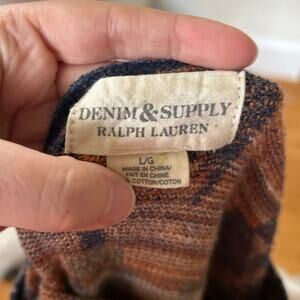 DENIM & SUPPLY
RALPH LAUREN
L/G
MADE IN CHINA/
FAIT EN CHINE
% COTTON/COTON